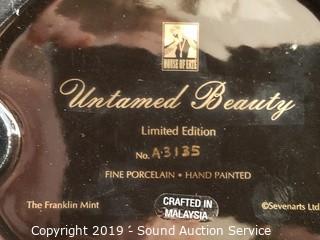 HOUSE OF ERTÉ
Untamed Beauty
Limited Edition
No. A3135
FINE PORCELAIN • HAND PAINTED
The Franklin Mint
CRAFTED IN
MALAYSIA
©Sevenarts Ltd
Copyright 2019 - Sound Auction Service